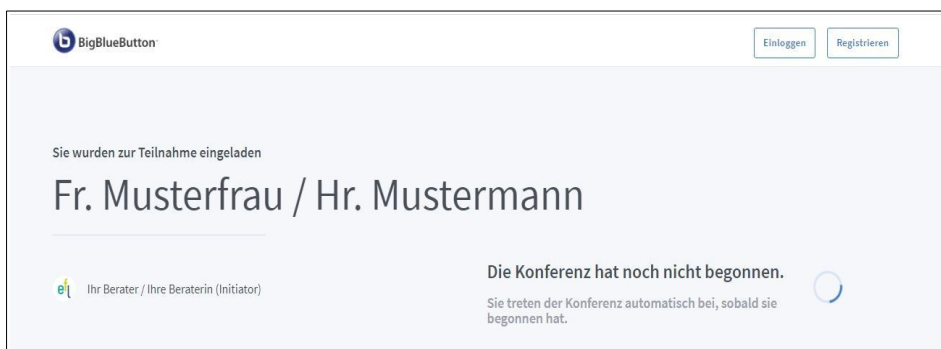 BigBlueButton
Einloggen
Registrieren
Sie wurden zur Teilnahme eingeladen
Fr. Musterfrau / Hr. Mustermann
efl
Ihr Berater / Ihre Beraterin (Initiator)
Die Konferenz hat noch nicht begonnen.
Sie treten der Konferenz automatisch bei, sobald sie
begonnen hat.